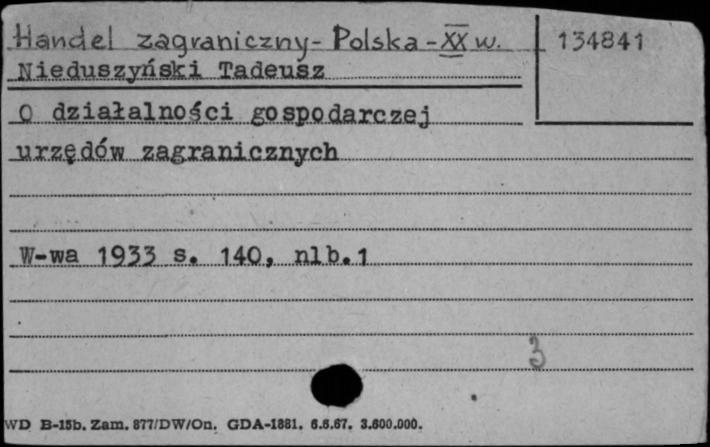 Handel zagraniczny - Polska - XX w. 134841
Nieduszyński Tadeusz
O działalności gospodarczej
urzędów zagranicznych
W-wa 1933 s. 140, nlb.1
3
WD B-15b. Zam. 877/DW/On. GDA-1881. 6.6.67. 3.600.000.